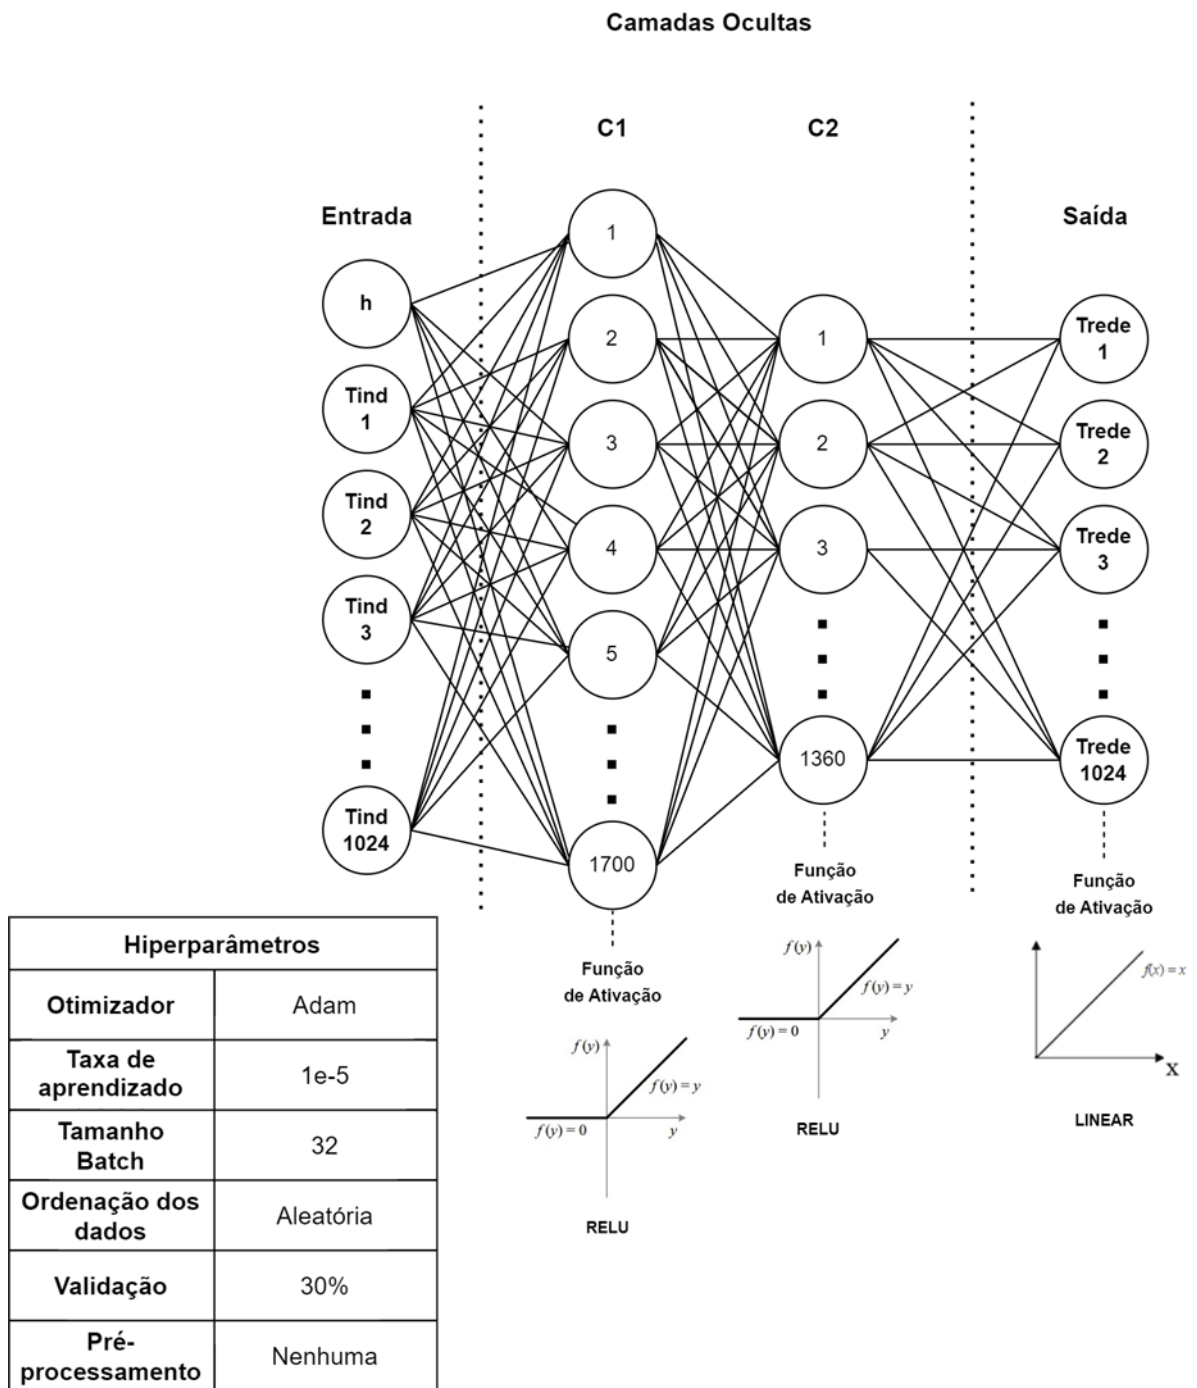 Camadas Ocultas
C1
C2
Entrada
Saída
h
Tind
1
Tind
2
Tind
3
Tind
1024
1
2
3
4
5
1700
1
2
3
1360
Trede
1
Trede
2
Trede
3
Trede
1024
Função
de Ativação
f(y)
f(y) = y
f(y) = 0
y
RELU
Função
de Ativação
f(y)
f(y) = y
f(y) = 0
y
RELU
Função
de Ativação
f(x) = x
X
LINEAR
Hiperparâmetros
Otimizador Adam
Taxa de
aprendizado 1e-5
Tamanho
Batch 32
Ordenação dos
dados Aleatória
Validação 30%
Pré-
processamento Nenhuma